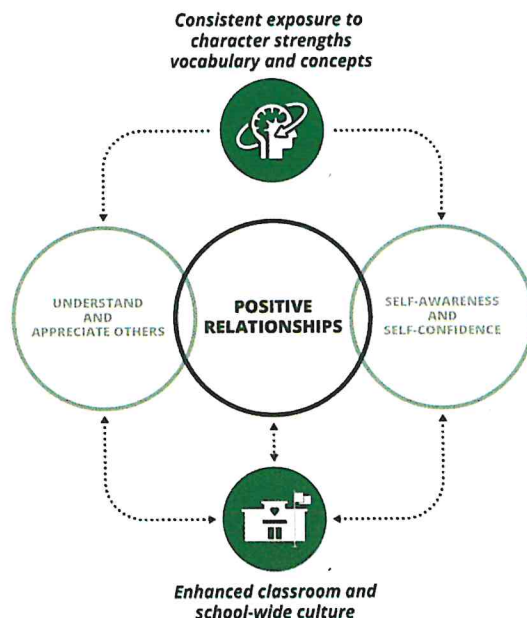 Consistent exposure to
character strengths
vocabulary and concepts
UNDERSTAND
AND
APPRECIATE OTHERS
POSITIVE
RELATIONSHIPS
SELF-AWARENESS
AND
SELF-CONFIDENCE
Enhanced classroom and
school-wide culture